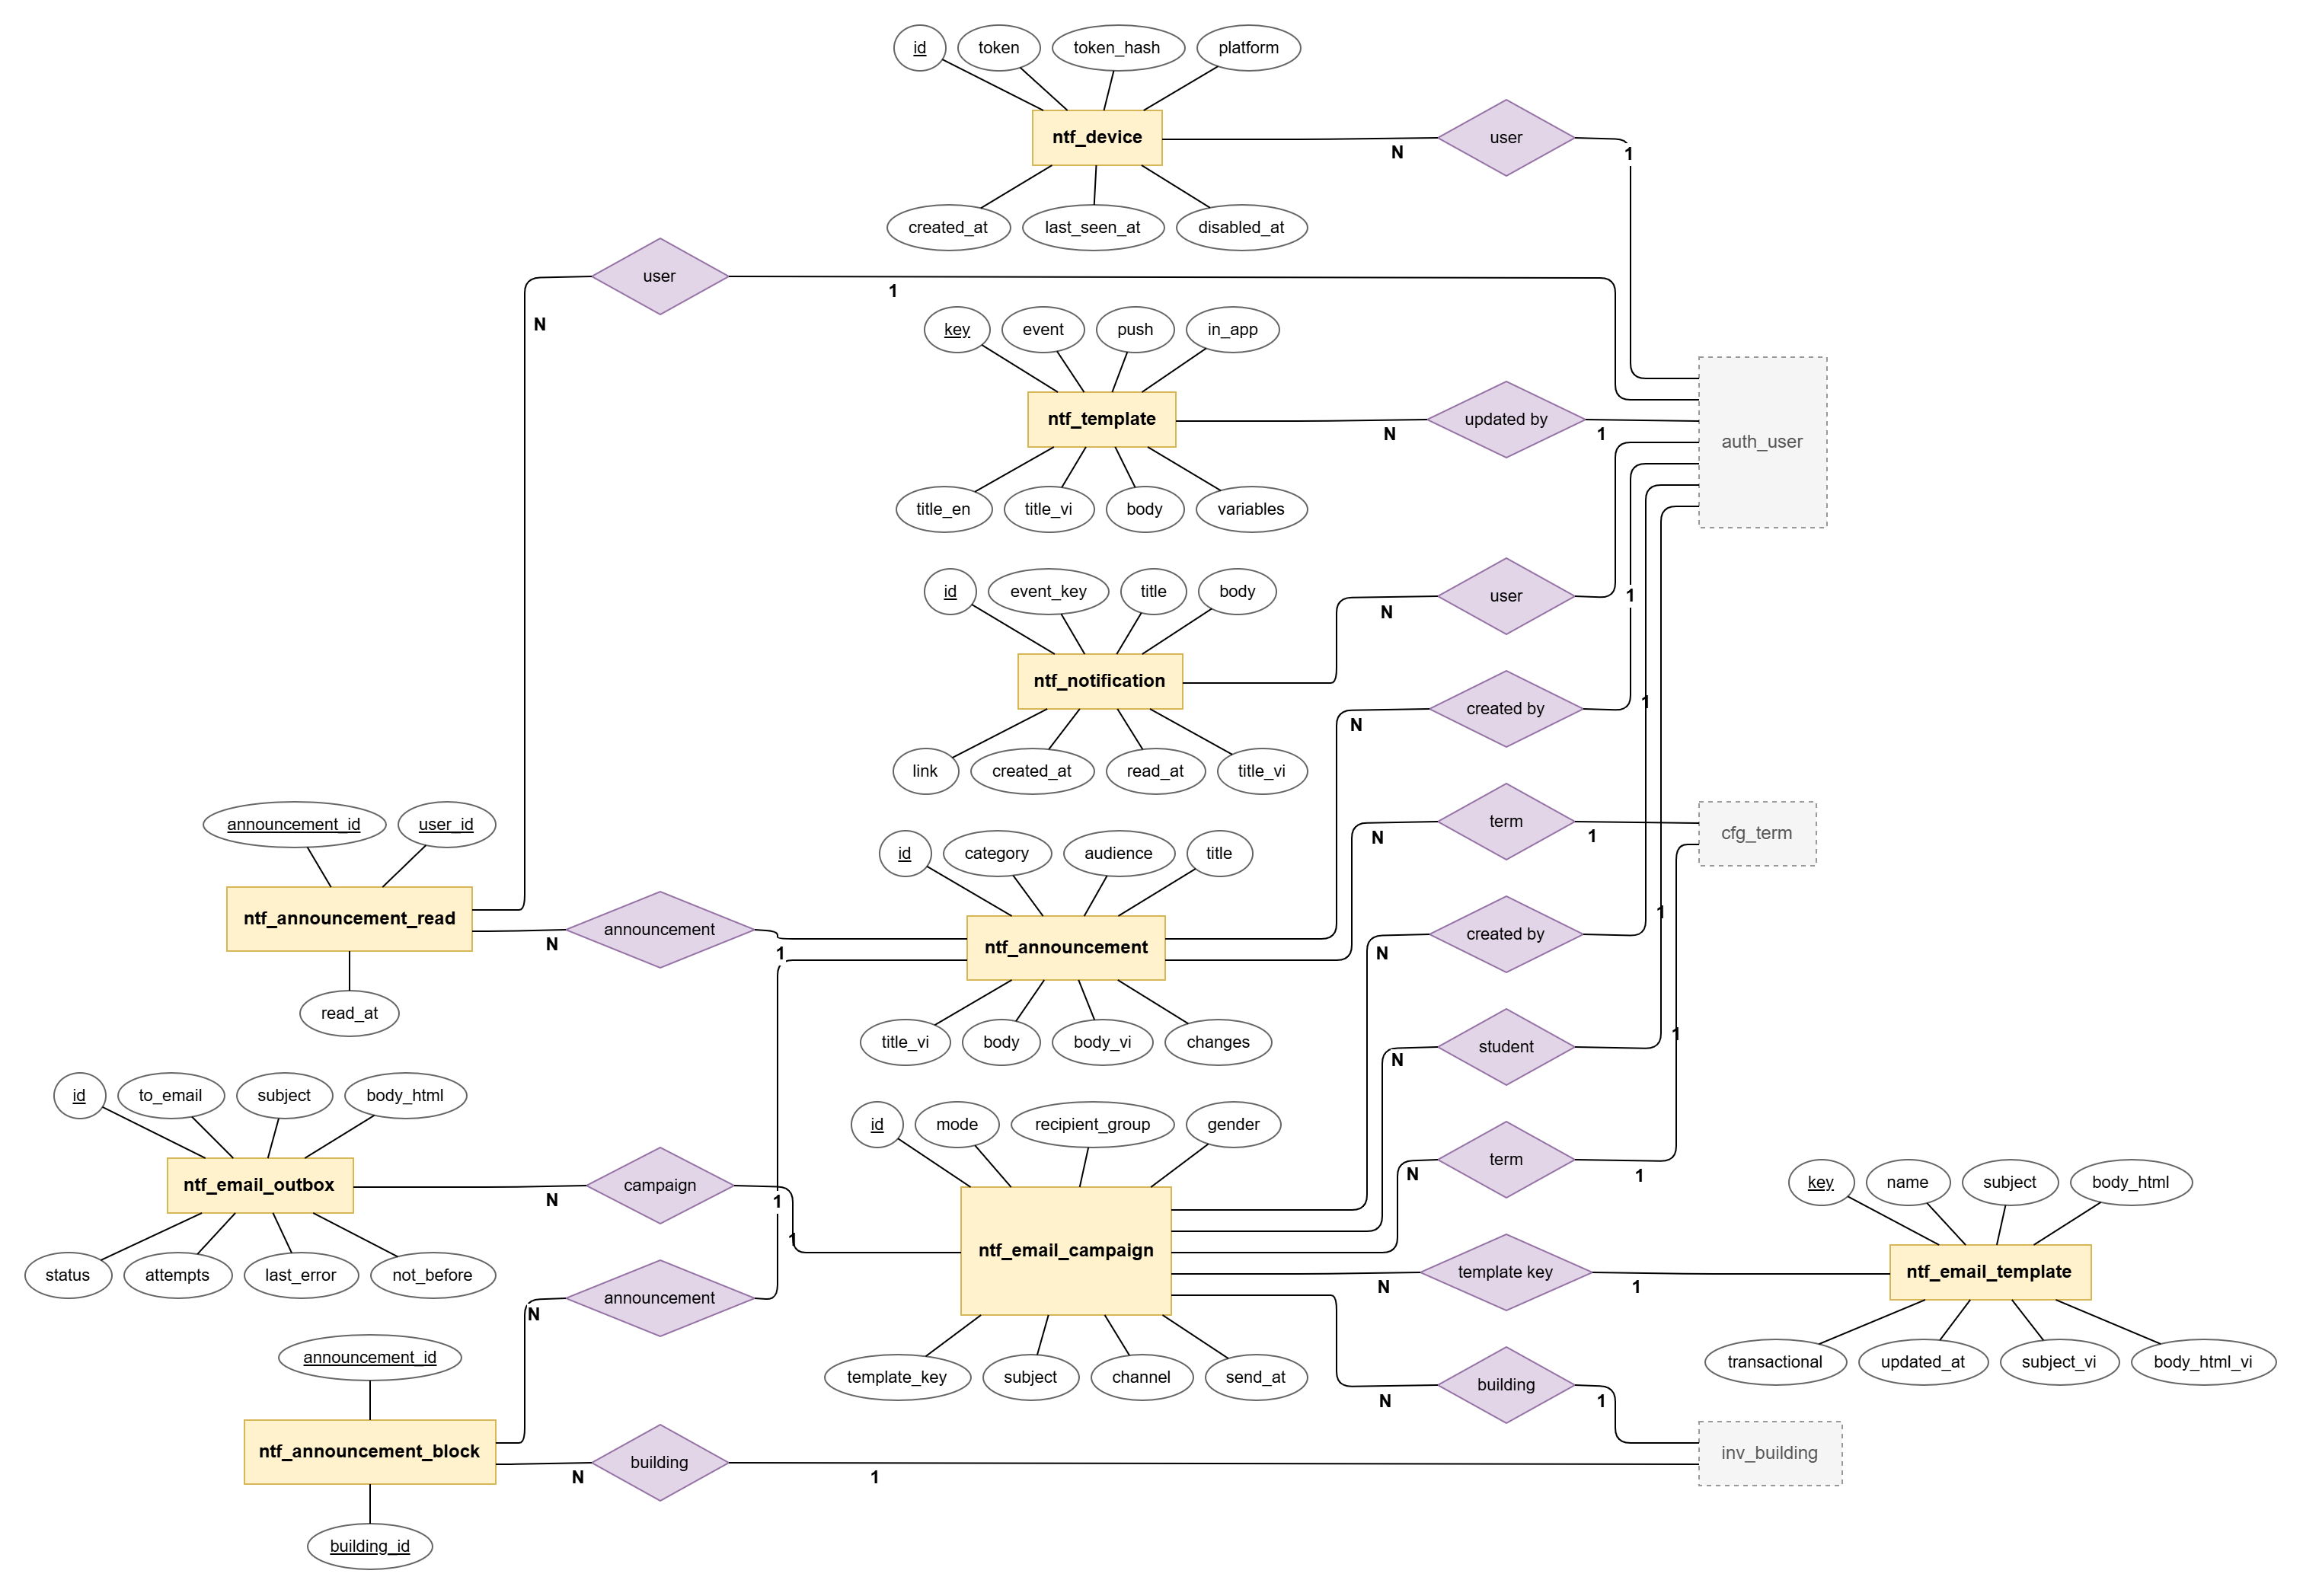 id
token
token_hash
platform
ntf_device
N
user
1
created_at
last_seen_at
disabled_at
user
1
N
key
event
push
in_app
ntf_template
N
updated by
1
auth_user
title_en
title_vi
body
variables
id
event_key
title
body
N
user
1
ntf_notification
created by
1
N
link
created_at
read_at
title_vi
announcement_id
user_id
id
category
audience
title
N
term
1
cfg_term
ntf_announcement_read
N
announcement
1
ntf_announcement
N
created by
1
read_at
title_vi
body
body_vi
changes
N
student
1
id
to_email
subject
body_html
id
mode
recipient_group
gender
N
term
1
key
name
subject
body_html
ntf_email_outbox
N
campaign
1
1
ntf_email_campaign
N
template key
1
ntf_email_template
status
attempts
last_error
not_before
N
announcement
announcement_id
template_key
subject
channel
send_at
N
building
1
transactional
updated_at
subject_vi
body_html_vi
ntf_announcement_block
N
building
1
inv_building
building_id